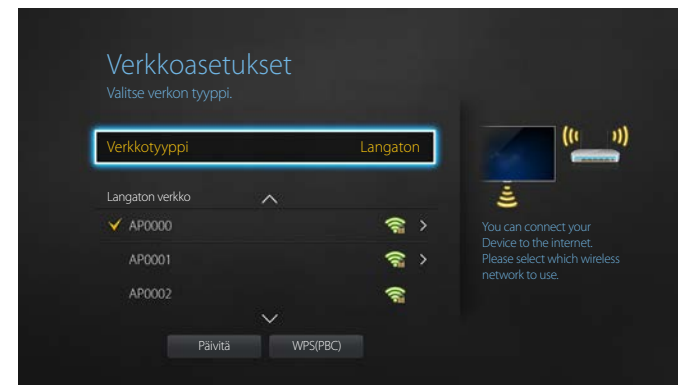 Verkkoasetukset
Valitse verkon tyyppi.
Verkkotyyppi Langaton
Langaton verkko
AP0000
AP0001
AP0002
Päivitä WPS(PBC)
You can connect your
Device to the internet.
Please select which wireless
network to use.